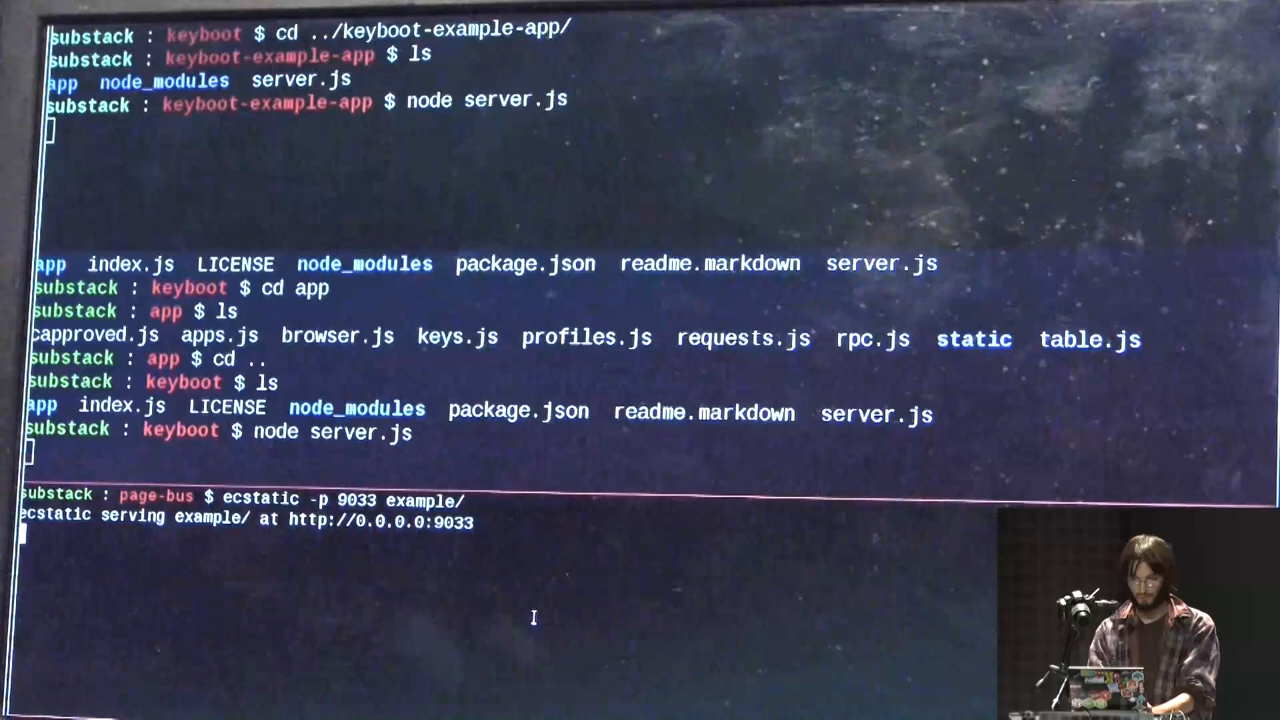 substack : keyboot $ cd ../keyboot-example-app/
substack : keyboot-example-app $ ls
app node_modules server.js
substack : keyboot-example-app $ node server.js
app index.js LICENSE node_modules package.json readme.markdown server.js
substack : keyboot $ cd app
substack : app $ ls
capproved.js apps.js browser.js keys.js profiles.js requests.js rpc.js static table.js
substack : app $ cd ..
substack : keyboot $ ls
app index.js LICENSE node_modules package.json readme.markdown server.js
substack : keyboot $ node server.js
substack : page-bus $ ecstatic -p 9033 example/
ecstatic serving example/ at http://0.0.0.0:9033